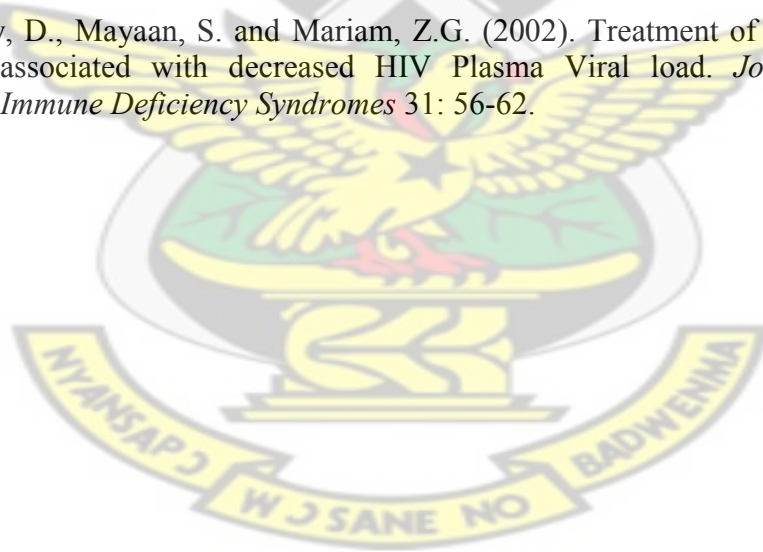 y, D., Mayaan, S. and Mariam, Z.G. (2002). Treatment of
associated with decreased HIV Plasma Viral load. Jo
Immune Deficiency Syndromes 31: 56-62.
NYANSAPƆ WƆSANE NO BADWENMA